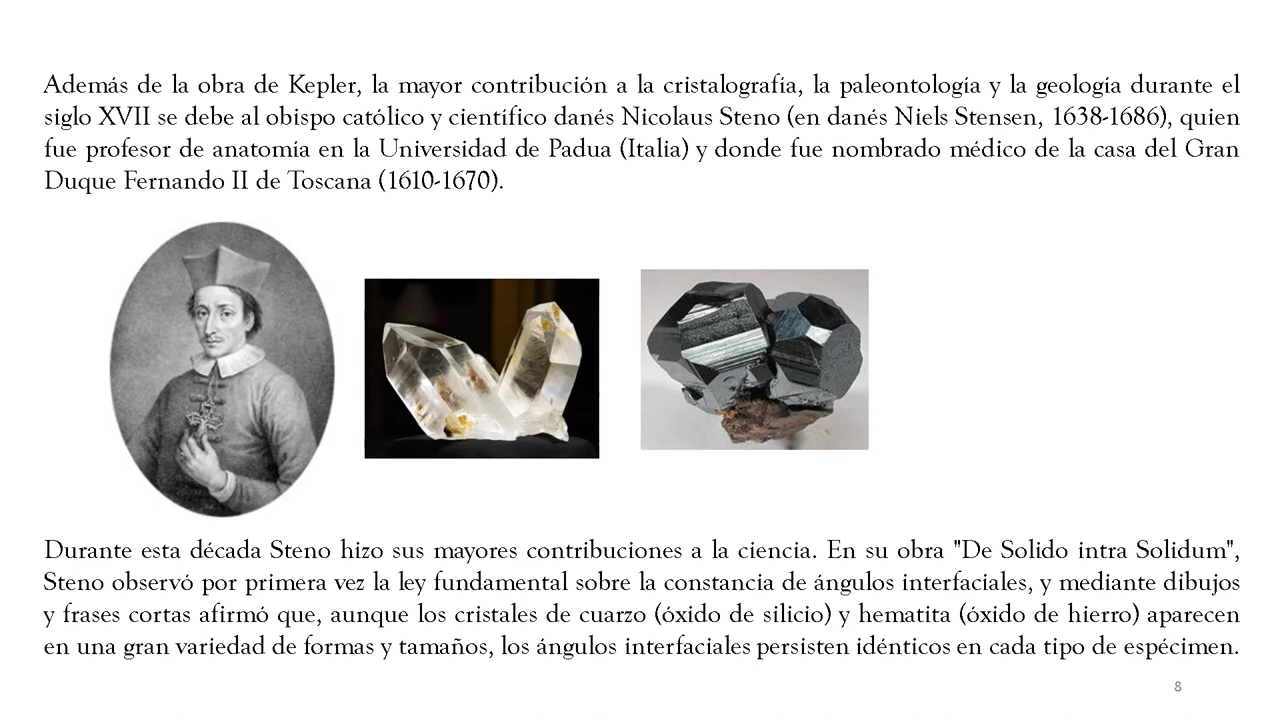 Además de la obra de Kepler, la mayor contribución a la cristalografía, la paleontología y la geología durante el
siglo XVII se debe al obispo católico y científico danés Nicolaus Steno (en danés Niels Stensen, 1638-1686), quien
fue profesor de anatomía en la Universidad de Padua (Italia) y donde fue nombrado médico de la casa del Gran
Duque Fernando II de Toscana (1610-1670).
Durante esta década Steno hizo sus mayores contribuciones a la ciencia. En su obra "De Solido intra Solidum",
Steno observó por primera vez la ley fundamental sobre la constancia de ángulos interfaciales, y mediante dibujos
y frases cortas afirmó que, aunque los cristales de cuarzo (óxido de silicio) y hematita (óxido de hierro) aparecen
en una gran variedad de formas y tamaños, los ángulos interfaciales persisten idénticos en cada tipo de espécimen.
8